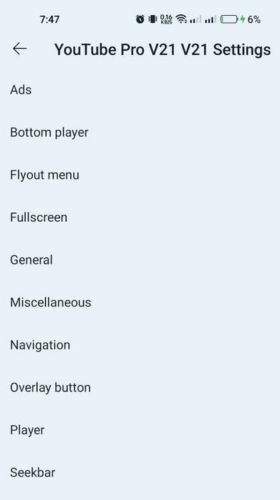 7:47
0.16 KB/S 6%
YouTube Pro V21 V21 Settings
Ads
Bottom player
Flyout menu
Fullscreen
General
Miscellaneous
Navigation
Overlay button
Player
Seekbar